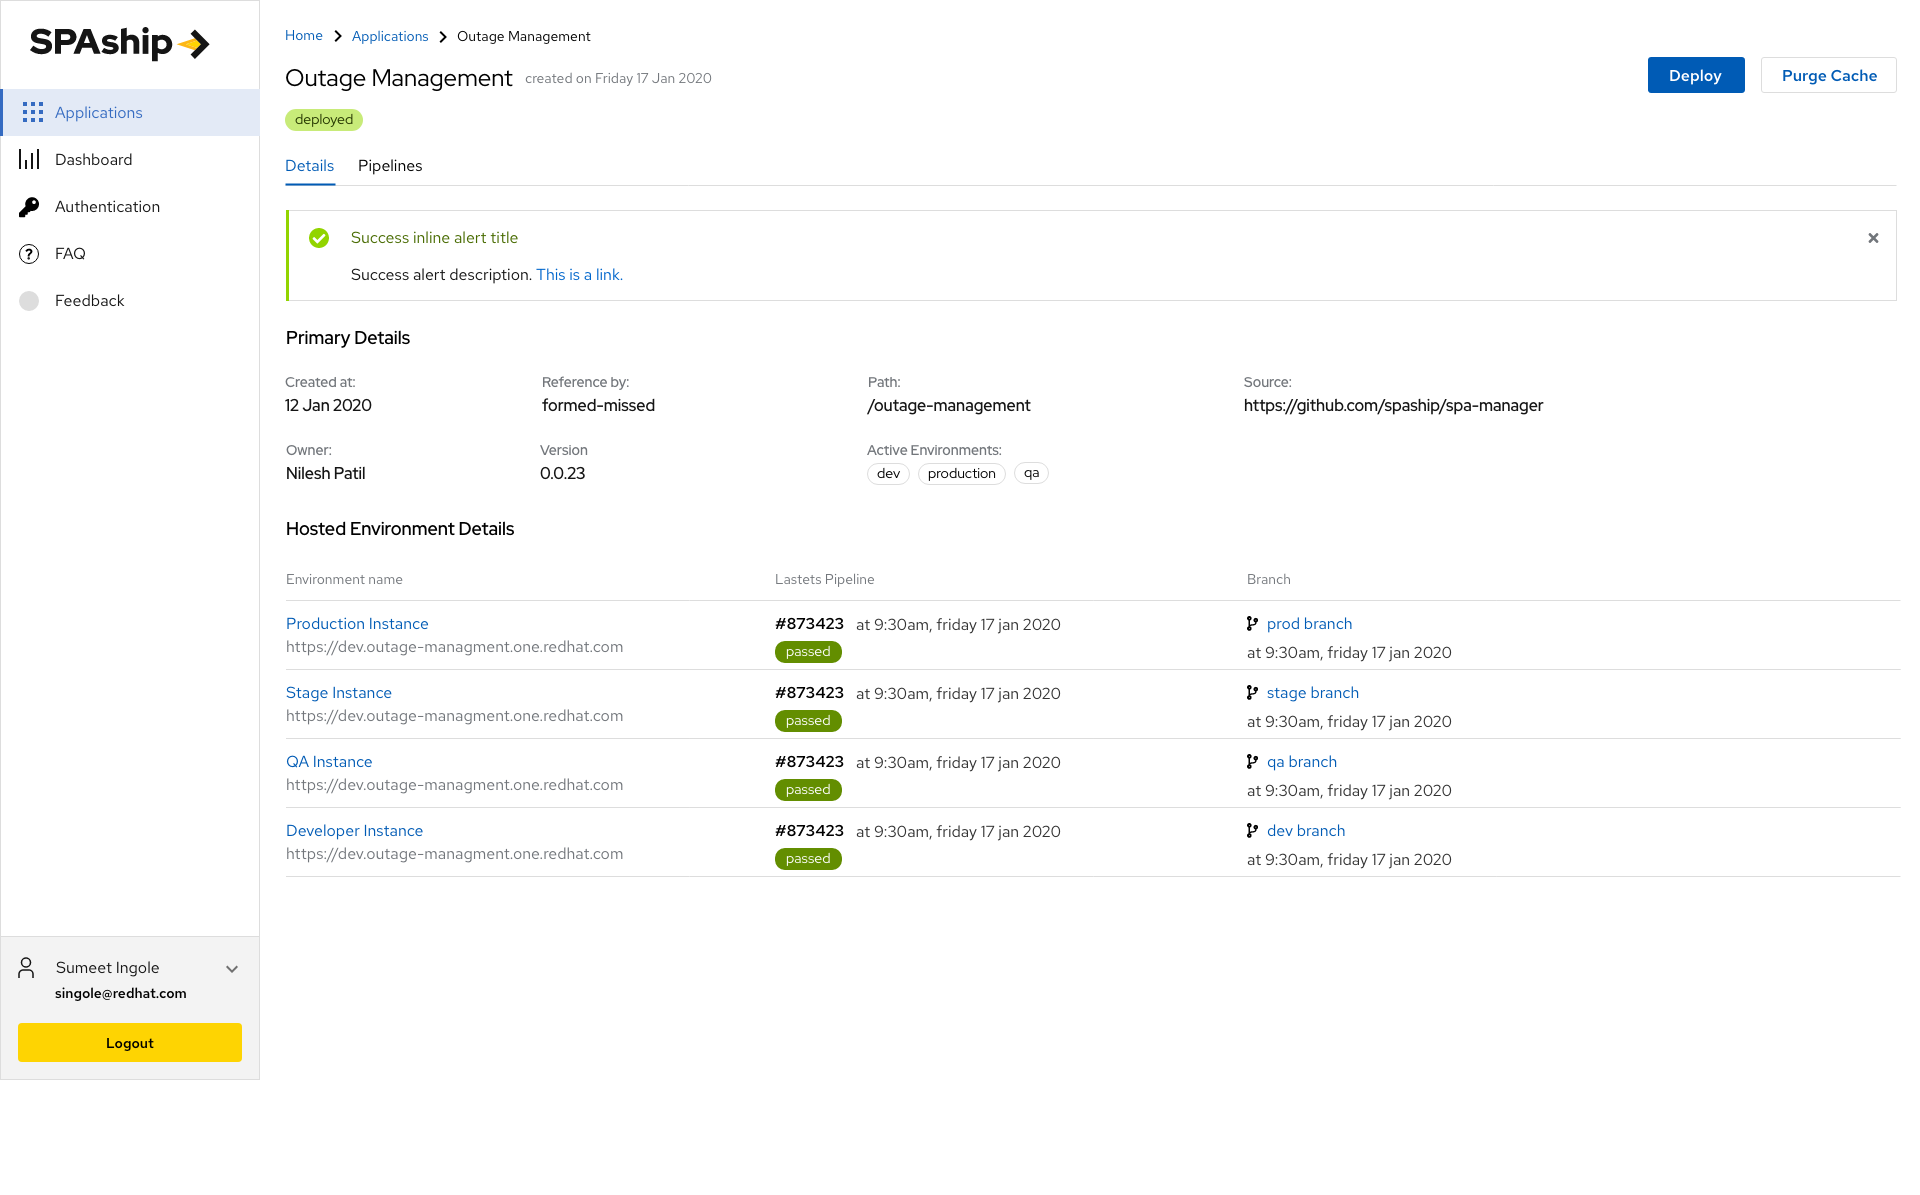 SPAship
Applications
Dashboard
Authentication
FAQ
Feedback
Sumeet Ingole
singole@redhat.com
Logout
Home Applications Outage Management
Outage Management created on Friday 17 Jan 2020
Deploy Purge Cache
deployed
Details Pipelines
Success inline alert title
Success alert description. This is a link.
Primary Details
Created at: Reference by: Path: Source:
12 Jan 2020 formed-missed /outage-management https://github.com/spaship/spa-manager
Owner: Version Active Environments:
Nilesh Patil 0.0.23 dev production qa
Hosted Environment Details
Environment name Lastets Pipeline Branch
Production Instance #873423 at 9:30am, friday 17 jan 2020 prod branch
https://dev.outage-managment.one.redhat.com passed at 9:30am, friday 17 jan 2020
Stage Instance #873423 at 9:30am, friday 17 jan 2020 stage branch
https://dev.outage-managment.one.redhat.com passed at 9:30am, friday 17 jan 2020
QA Instance #873423 at 9:30am, friday 17 jan 2020 qa branch
https://dev.outage-managment.one.redhat.com passed at 9:30am, friday 17 jan 2020
Developer Instance #873423 at 9:30am, friday 17 jan 2020 dev branch
https://dev.outage-managment.one.redhat.com passed at 9:30am, friday 17 jan 2020